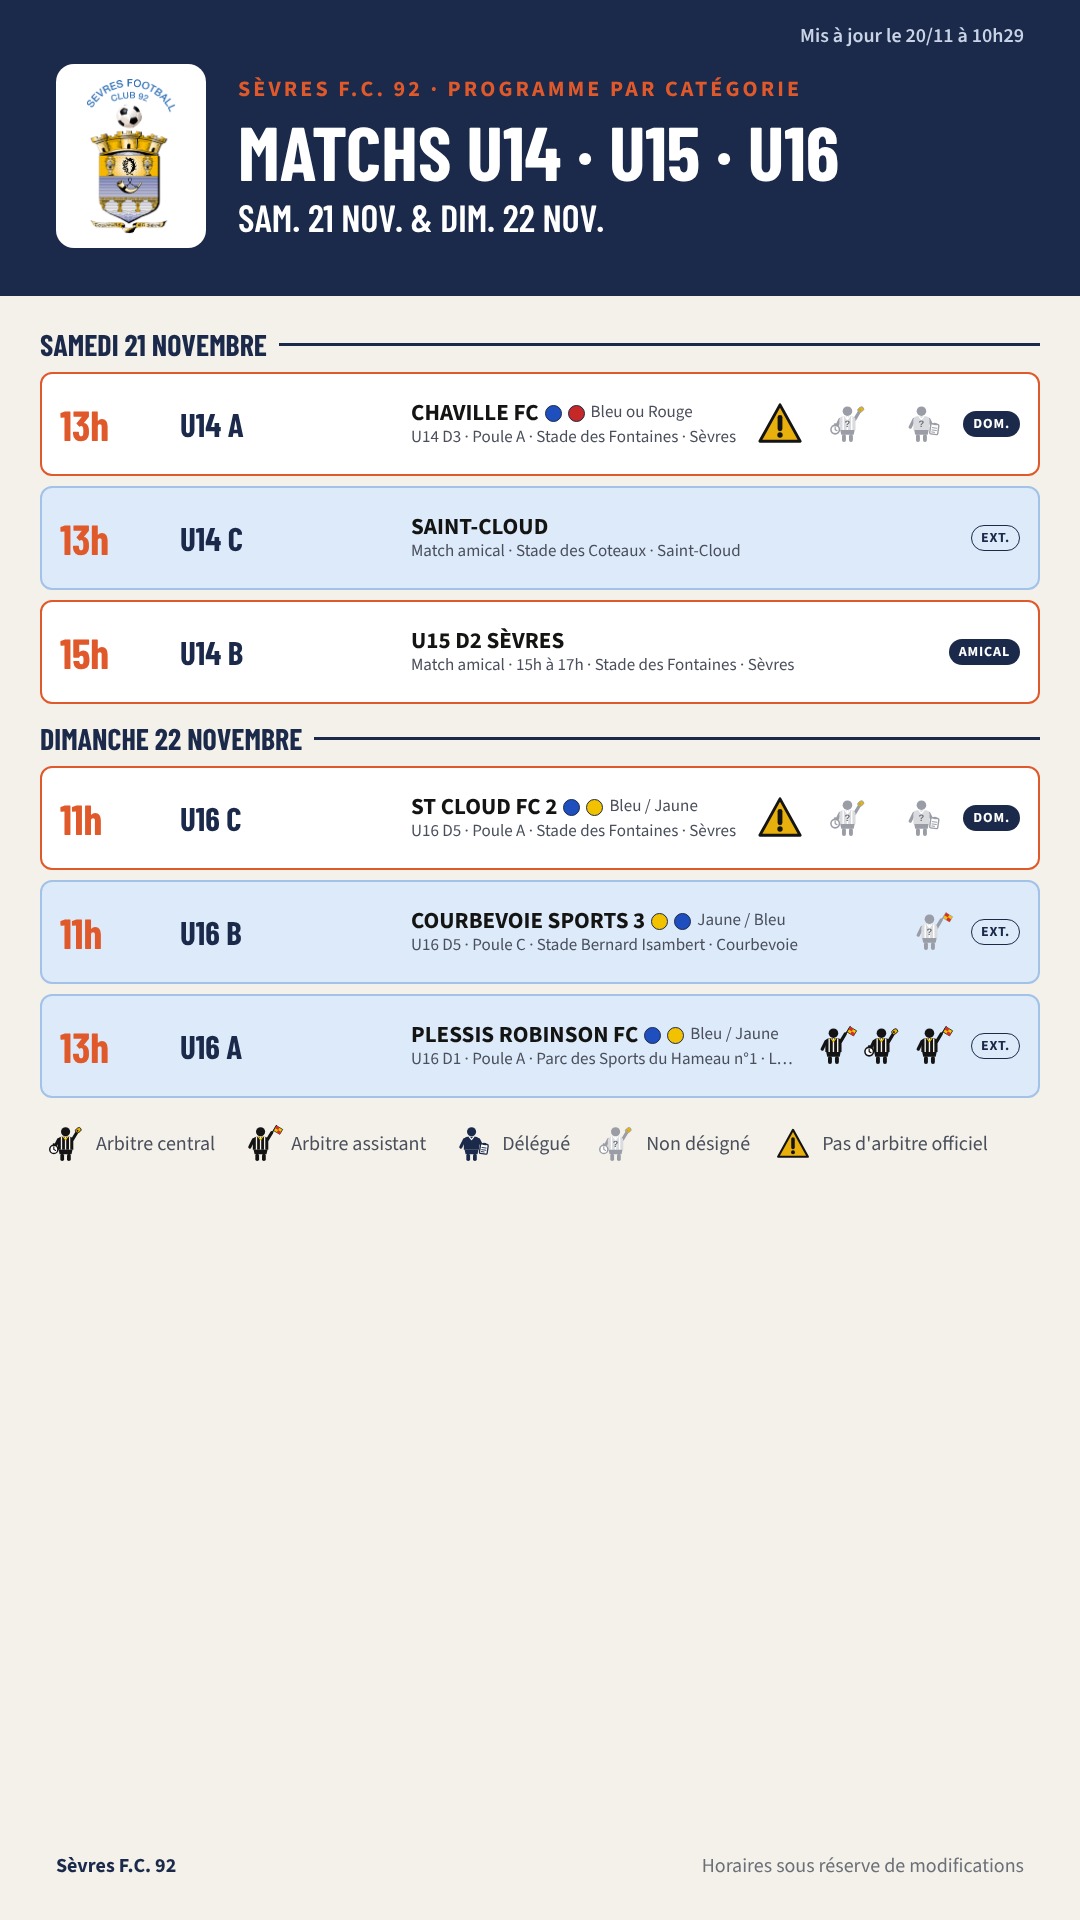 Mis à jour le 20/11 à 10h29
SEVRES FOOTBALL
CLUB 92
SÈVRES F.C. 92 · PROGRAMME PAR CATÉGORIE
MATCHS U14 · U15 · U16
SAM. 21 NOV. & DIM. 22 NOV.
SAMEDI 21 NOVEMBRE
13h U14 A CHAVILLE FC Bleu ou Rouge DOM.
U14 D3 · Poule A · Stade des Fontaines · Sèvres
13h U14 C SAINT-CLOUD EXT.
Match amical · Stade des Coteaux · Saint-Cloud
15h U14 B U15 D2 SÈVRES AMICAL
Match amical · 15h à 17h · Stade des Fontaines · Sèvres
DIMANCHE 22 NOVEMBRE
11h U16 C ST CLOUD FC 2 Bleu / Jaune DOM.
U16 D5 · Poule A · Stade des Fontaines · Sèvres
11h U16 B COURBEVOIE SPORTS 3 Jaune / Bleu EXT.
U16 D5 · Poule C · Stade Bernard Isambert · Courbevoie
13h U16 A PLESSIS ROBINSON FC Bleu / Jaune EXT.
U16 D1 · Poule A · Parc des Sports du Hameau n°1 · L…
Arbitre central Arbitre assistant Délégué Non désigné Pas d'arbitre officiel
Sèvres F.C. 92 Horaires sous réserve de modifications